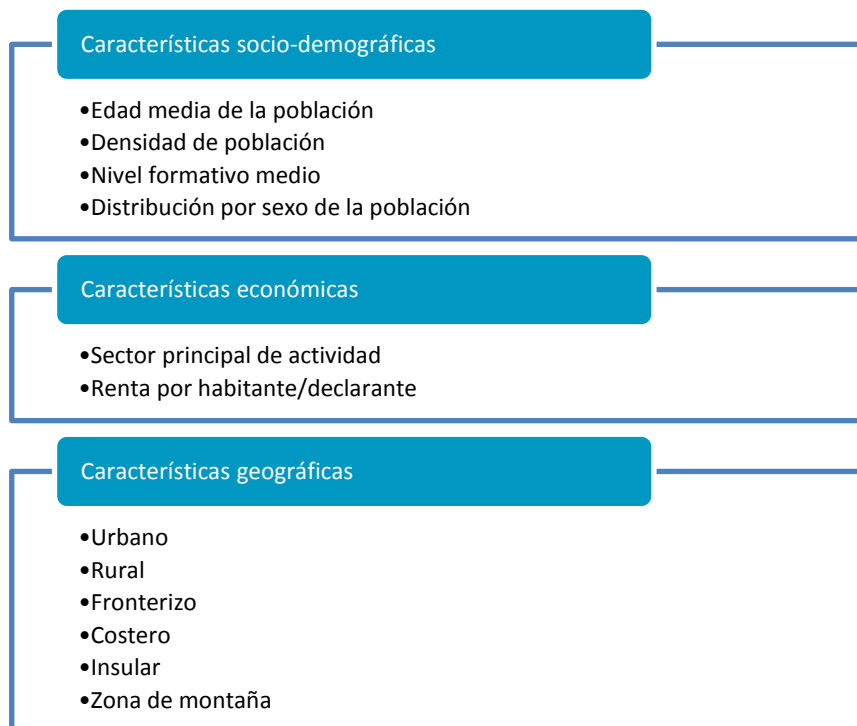 Características socio-demográficas
•Edad media de la población
•Densidad de población
•Nivel formativo medio
•Distribución por sexo de la población
Características económicas
•Sector principal de actividad
•Renta por habitante/declarante
Características geográficas
•Urbano
•Rural
•Fronterizo
•Costero
•Insular
•Zona de montaña